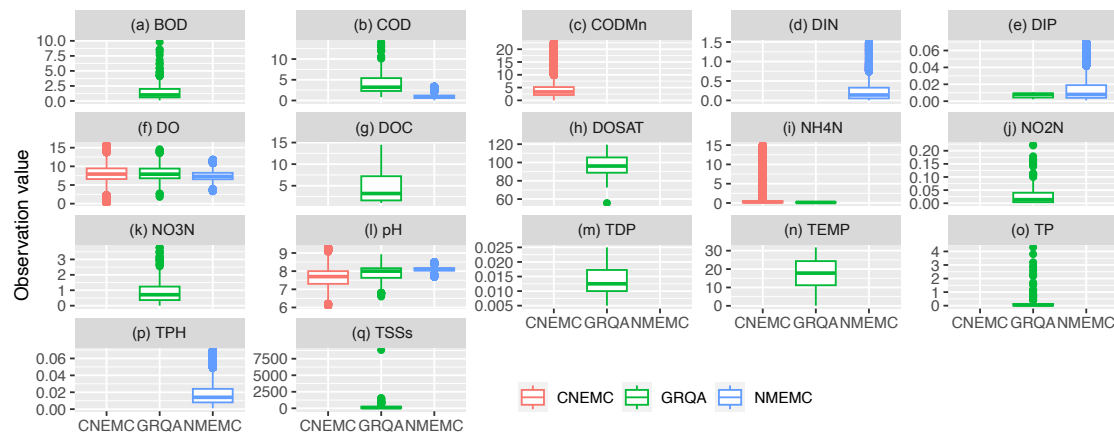 Observation value
(a) BOD
10.0
7.5
5.0
2.5
0.0
(b) COD
10
5
0
(c) CODMn
20
15
10
5
0
(d) DIN
1.5
1.0
0.5
0.0
(e) DIP
0.06
0.04
0.02
0.00
(f) DO
15
10
5
0
(g) DOC
10
5
(h) DOSAT
100
80
60
(i) NH4N
15
10
5
0
(j) NO2N
0.20
0.15
0.10
0.05
0.00
(k) NO3N
3
2
1
0
(l) pH
9
8
7
6
(m) TDP
0.025
0.020
0.015
0.010
0.005
CNEMC GRQA NMEMC
(n) TEMP
30
20
10
0
CNEMC GRQA NMEMC
(o) TP
4
3
2
1
0
CNEMC GRQA NMEMC
(p) TPH
0.06
0.04
0.02
0.00
CNEMC GRQA NMEMC
(q) TSSs
7500
5000
2500
0
CNEMC GRQA NMEMC
CNEMC GRQA NMEMC